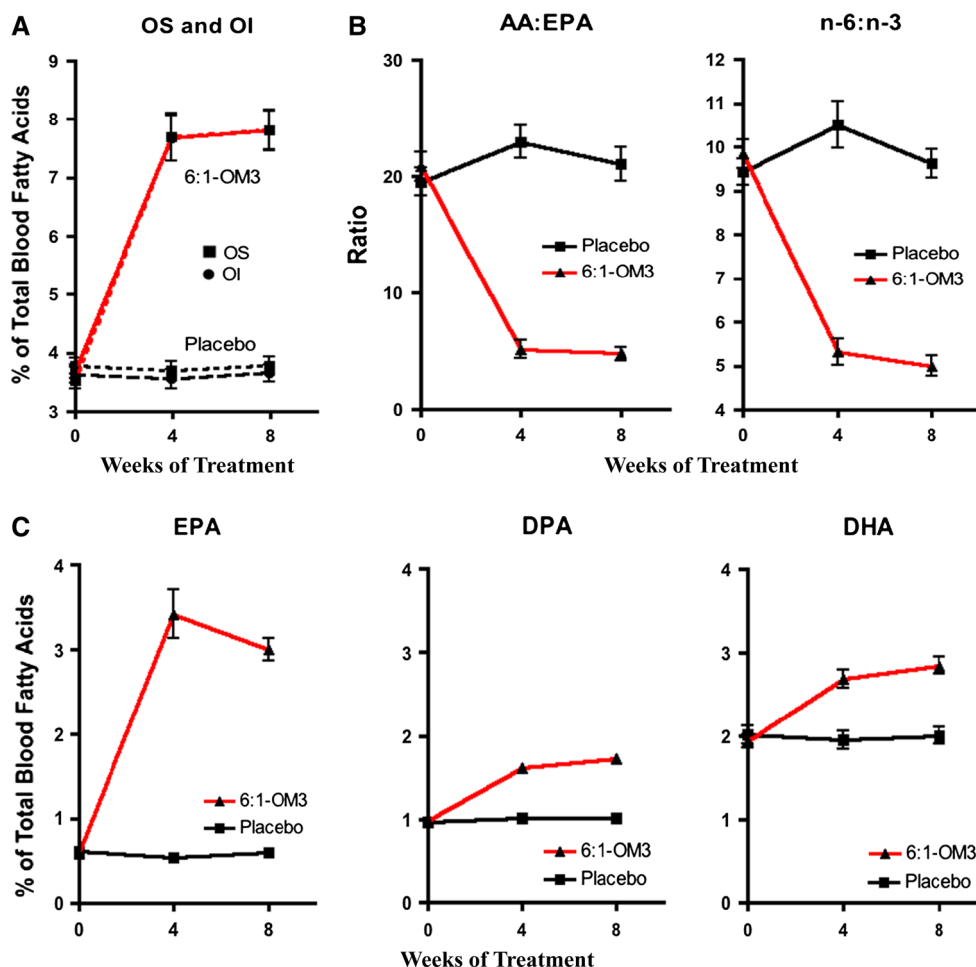 A
OS and OI
% of Total Blood Fatty Acids
8
7
6
5
4
3
6:1-OM3
OS
OI
Placebo
0
4
8
Weeks of Treatment
B
AA:EPA
Ratio
30
20
10
0
Placebo
6:1-OM3
0
4
8
n-6:n-3
12
11
10
9
8
7
6
5
4
Placebo
6:1-OM3
0
4
8
Weeks of Treatment
C
EPA
% of Total Blood Fatty Acids
4
3
2
1
0
6:1-OM3
Placebo
0
4
8
DPA
4
3
2
1
0
6:1-OM3
Placebo
0
4
8
DHA
4
3
2
1
0
6:1-OM3
Placebo
0
4
8
Weeks of Treatment